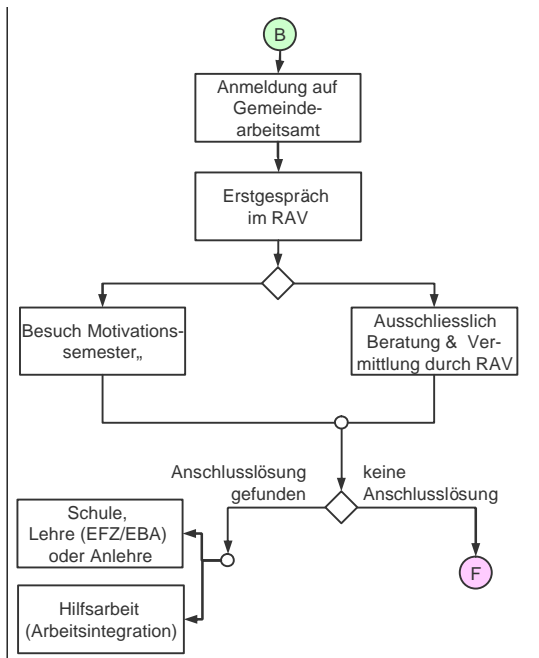 B
Anmeldung auf
Gemeinde-
arbeitsamt
Erstgespräch
im RAV
Besuch Motivations-
semester„
Ausschliesslich
Beratung & Ver-
mittlung durch RAV
Anschlusslösung
gefunden
keine
Anschlusslösung
Schule,
Lehre (EFZ/EBA)
oder Anlehre
F
Hilfsarbeit
(Arbeitsintegration)